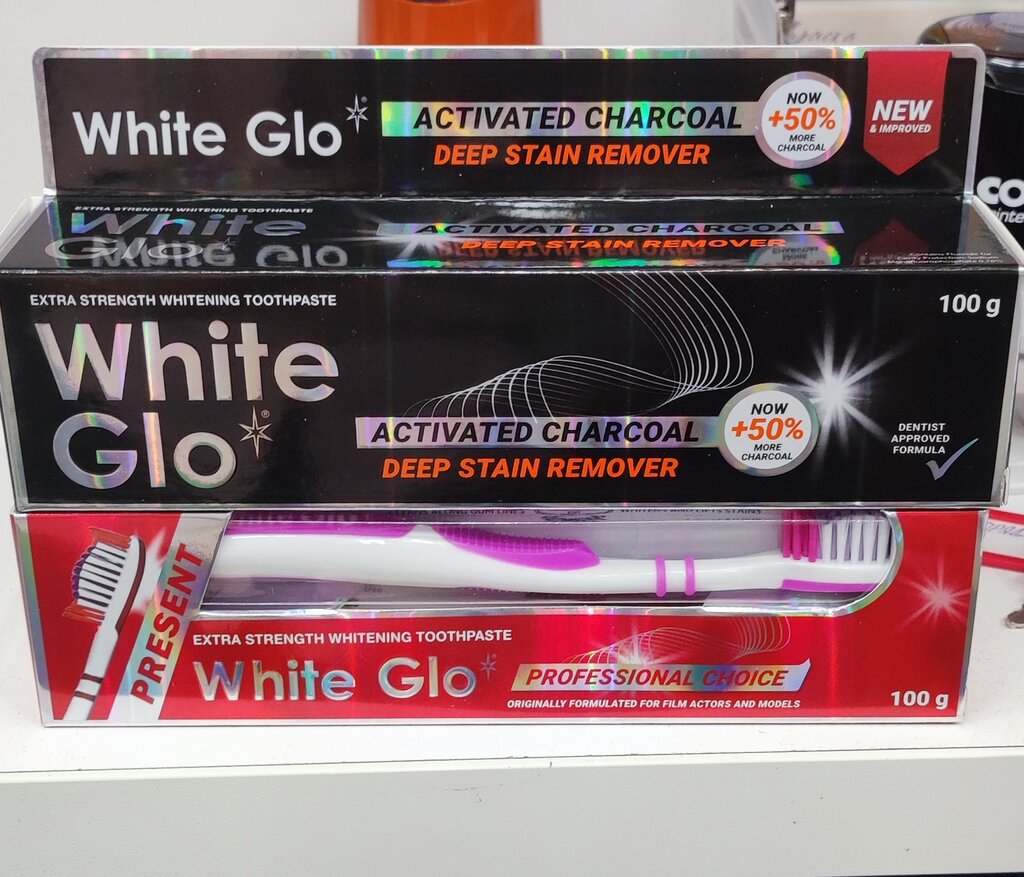 White Glo
ACTIVATED CHARCOAL
DEEP STAIN REMOVER
NOW
+50%
MORE
CHARCOAL
NEW
& IMPROVED
EXTRA STRENGTH WHITENING TOOTHPASTE
White
Glo
ACTIVATED CHARCOAL
DEEP STAIN REMOVER
EXTRA STRENGTH WHITENING TOOTHPASTE
100 g
White
Glo
ACTIVATED CHARCOAL
DEEP STAIN REMOVER
NOW
+50%
MORE
CHARCOAL
DENTIST
APPROVED
FORMULA
PRESENT
EXTRA STRENGTH WHITENING TOOTHPASTE
White Glo
PROFESSIONAL CHOICE
ORIGINALLY FORMULATED FOR FILM ACTORS AND MODELS
100 g